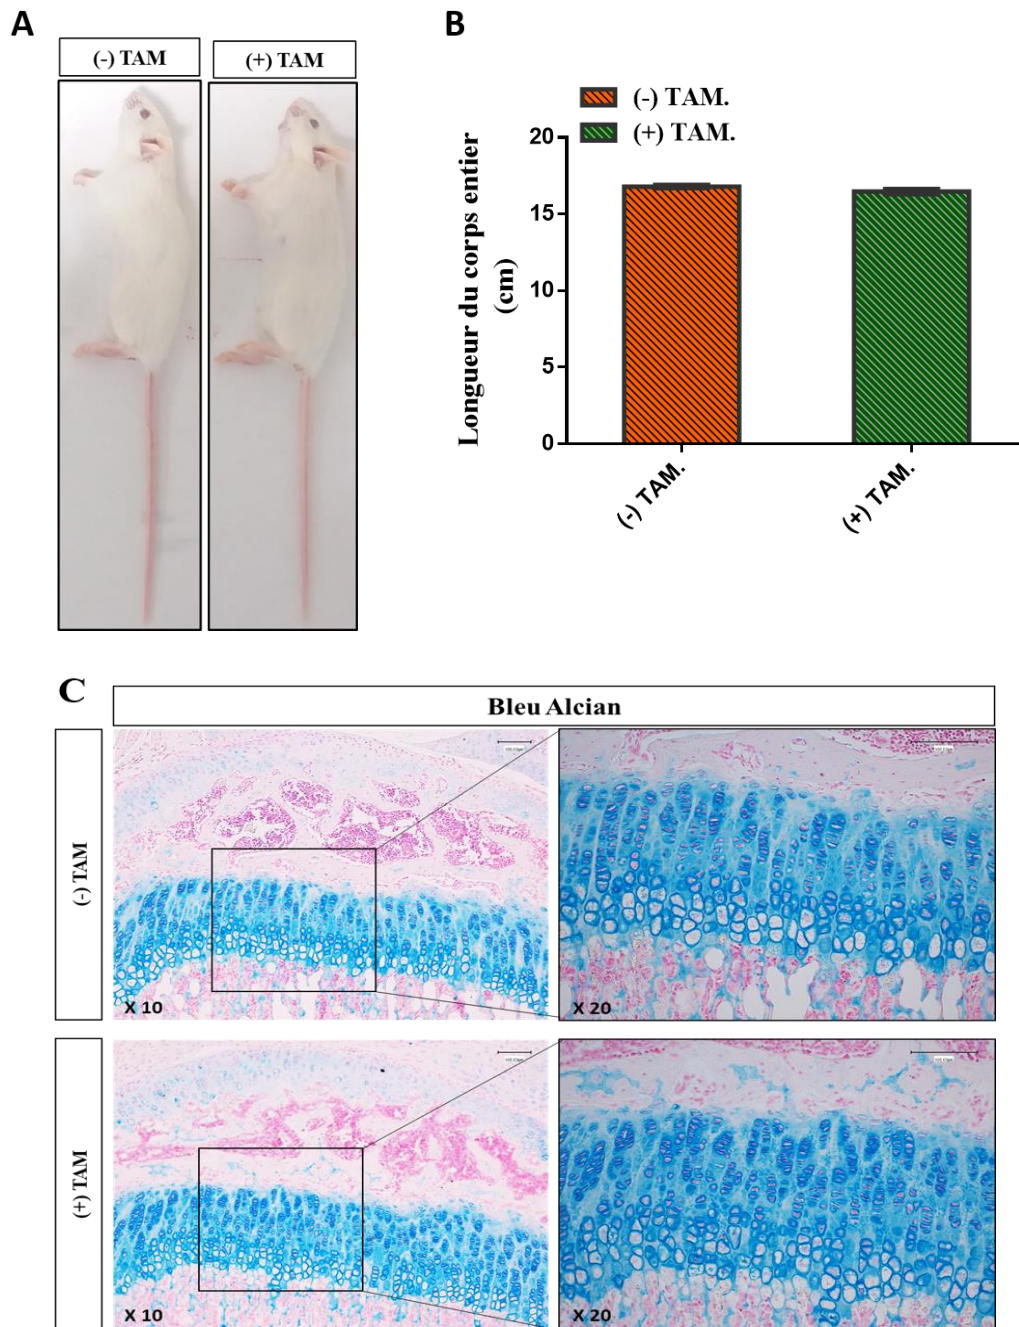 A
(-) TAM
(+) TAM
B
(-) TAM.
(+) TAM.
Longueur du corps entier
(cm)
20
15
10
5
0
(-) TAM.
(+) TAM.
C
Bleu Alcian
(-) TAM
X 10
X 20
(+) TAM
X 10
X 20